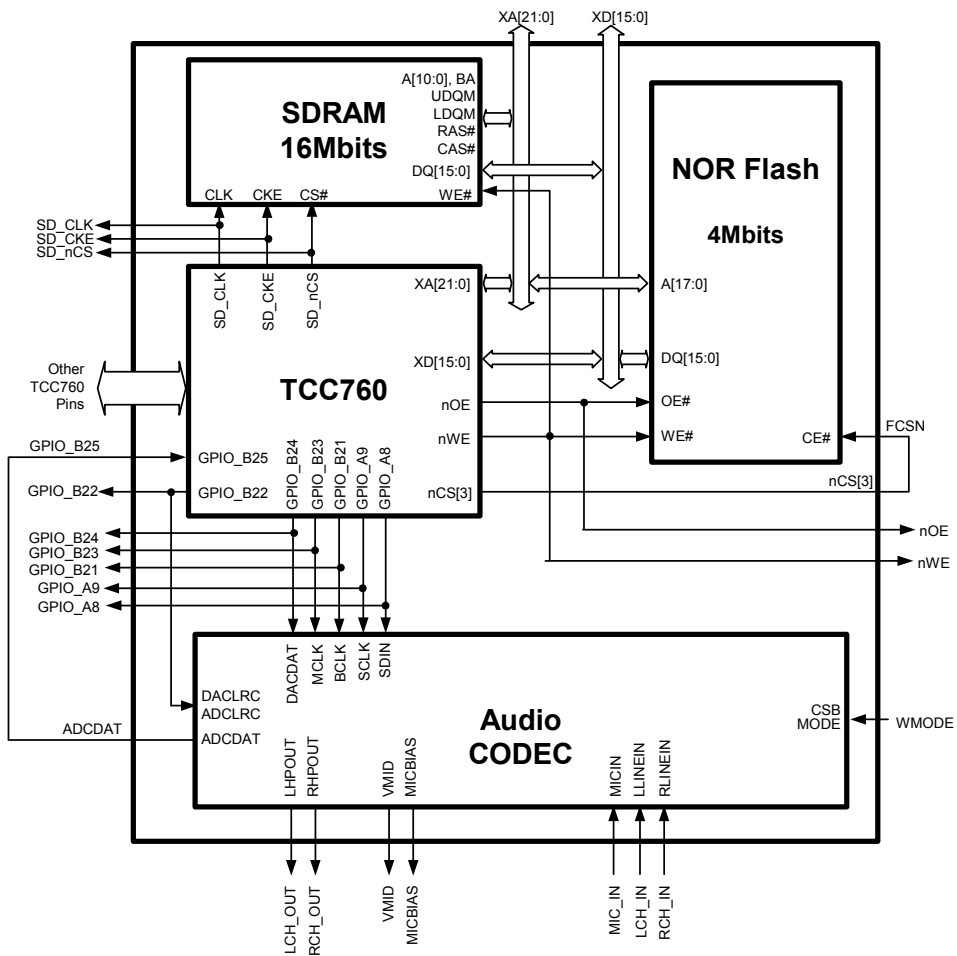 XA[21:0]
XD[15:0]
SDRAM
16Mbits
A[10:0], BA
UDQM
LDQM
RAS#
CAS#
DQ[15:0]
WE#
CLK
CKE
CS#
NOR Flash
4Mbits
A[17:0]
DQ[15:0]
OE#
WE#
CE#
FCSN
nCS[3]
SD_CLK
SD_CKE
SD_nCS
SD_CLK
SD_CKE
SD_nCS
XA[21:0]
XD[15:0]
TCC760
nOE
nWE
nCS[3]
Other
TCC760
Pins
GPIO_B25
GPIO_B25
GPIO_B22
GPIO_B22
GPIO_B24
GPIO_B23
GPIO_B21
GPIO_A9
GPIO_A8
GPIO_B24
GPIO_B23
GPIO_B21
GPIO_A9
GPIO_A8
nOE
nWE
DACDAT
MCLK
BCLK
SCLK
SDIN
DACLRC
ADCLRC
ADCDAT
ADCDAT
Audio
CODEC
CSB
MODE
WMODE
LHPOUT
RHPOUT
VMID
MICBIAS
MICIN
LLINEIN
RLINEIN
LCH_OUT
RCH_OUT
VMID
MICBIAS
MIC_IN
LCH_IN
RCH_IN